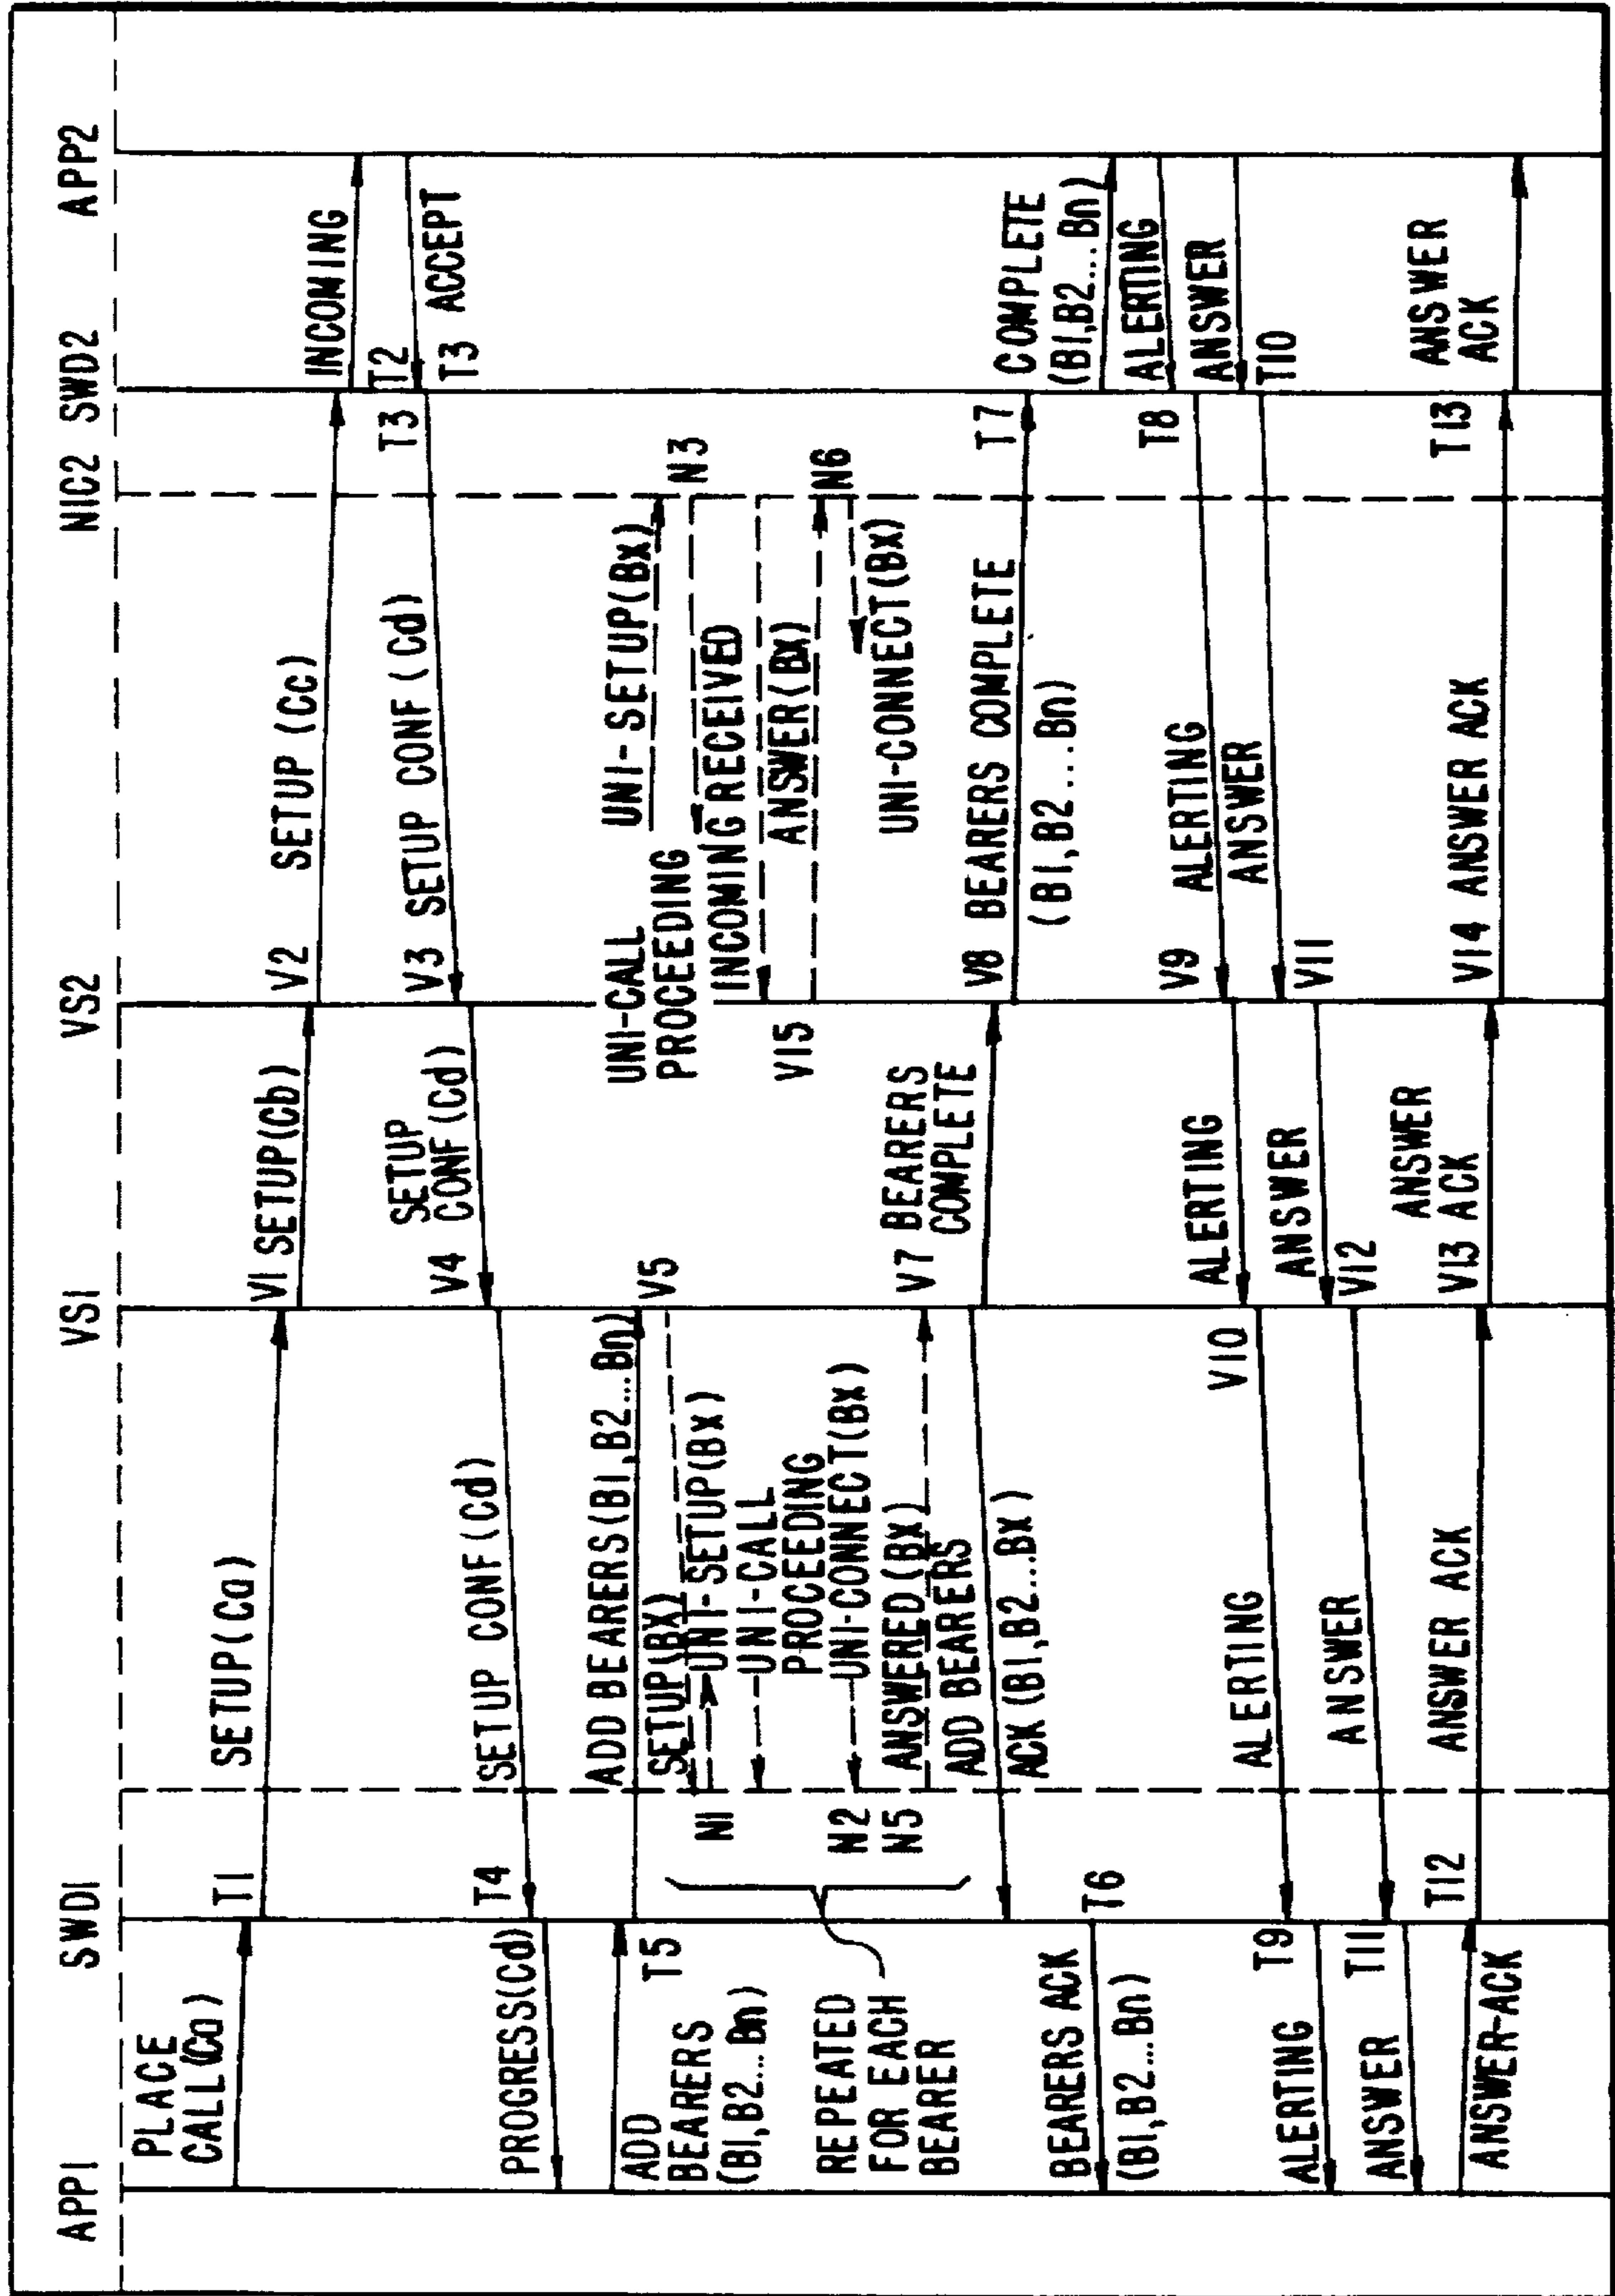 APP1 SWD1 VS1 VS2 NIC2 SWD2 APP2
PLACE
CALL(Ca)
T1 SETUP(Ca)
V1 SETUP(Cb)
V2 SETUP (Cc)
INCOMING
T2
T3 ACCEPT
T3
V3 SETUP CONF (Cd)
SETUP
V4 CONF (Cd)
SETUP CONF (Cd)
T4
PROGRESS(Cd)
ADD
BEARERS
(B1,B2...Bn)
T5
ADD BEARERS(B1,B2...Bn)
V5
SETUP(BX)
N1
UNI-SETUP(BX)
UNI-CALL
PROCEEDING
UNI-CONNECT(BX)
N2
N5
ANSWERED(BX)
REPEATED
FOR EACH
BEARER
UNI-SETUP(BX)
N3
UNI-CALL
PROCEEDING
INCOMING RECEIVED
V15
ANSWER(BX)
N6
UNI-CONNECT(BX)
ADD BEARERS
ACK (B1,B2...BX)
V7 BEARERS
COMPLETE
V8 BEARERS COMPLETE
(B1,B2...Bn)
T7
COMPLETE
(B1,B2...Bn)
T6
BEARERS ACK
(B1,B2...Bn)
ALERTING
T8
V9 ALERTING
ALERTING
V10
ALERTING
T9
ALERTING
ANSWER
T10
ANSWER
V11
ANSWER
V12
ANSWER
T11
ANSWER
ANSWER-ACK
T12 ANSWER ACK
ANSWER
V13 ACK
V14 ANSWER ACK
T13
ANSWER
ACK